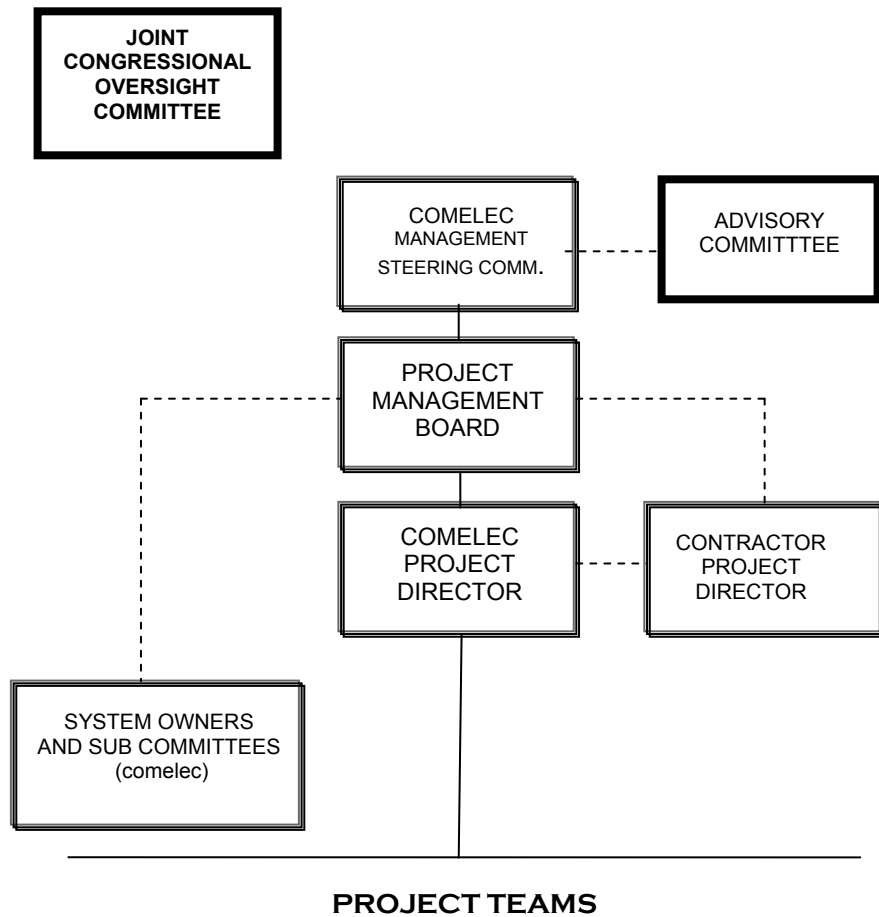 JOINT
CONGRESSIONAL
OVERSIGHT
COMMITTEE
COMELEC
MANAGEMENT
STEERING COMM.
ADVISORY
COMMITTTEE
PROJECT
MANAGEMENT
BOARD
COMELEC
PROJECT
DIRECTOR
CONTRACTOR
PROJECT
DIRECTOR
SYSTEM OWNERS
AND SUB COMMITTEES
(comelec)
PROJECT TEAMS